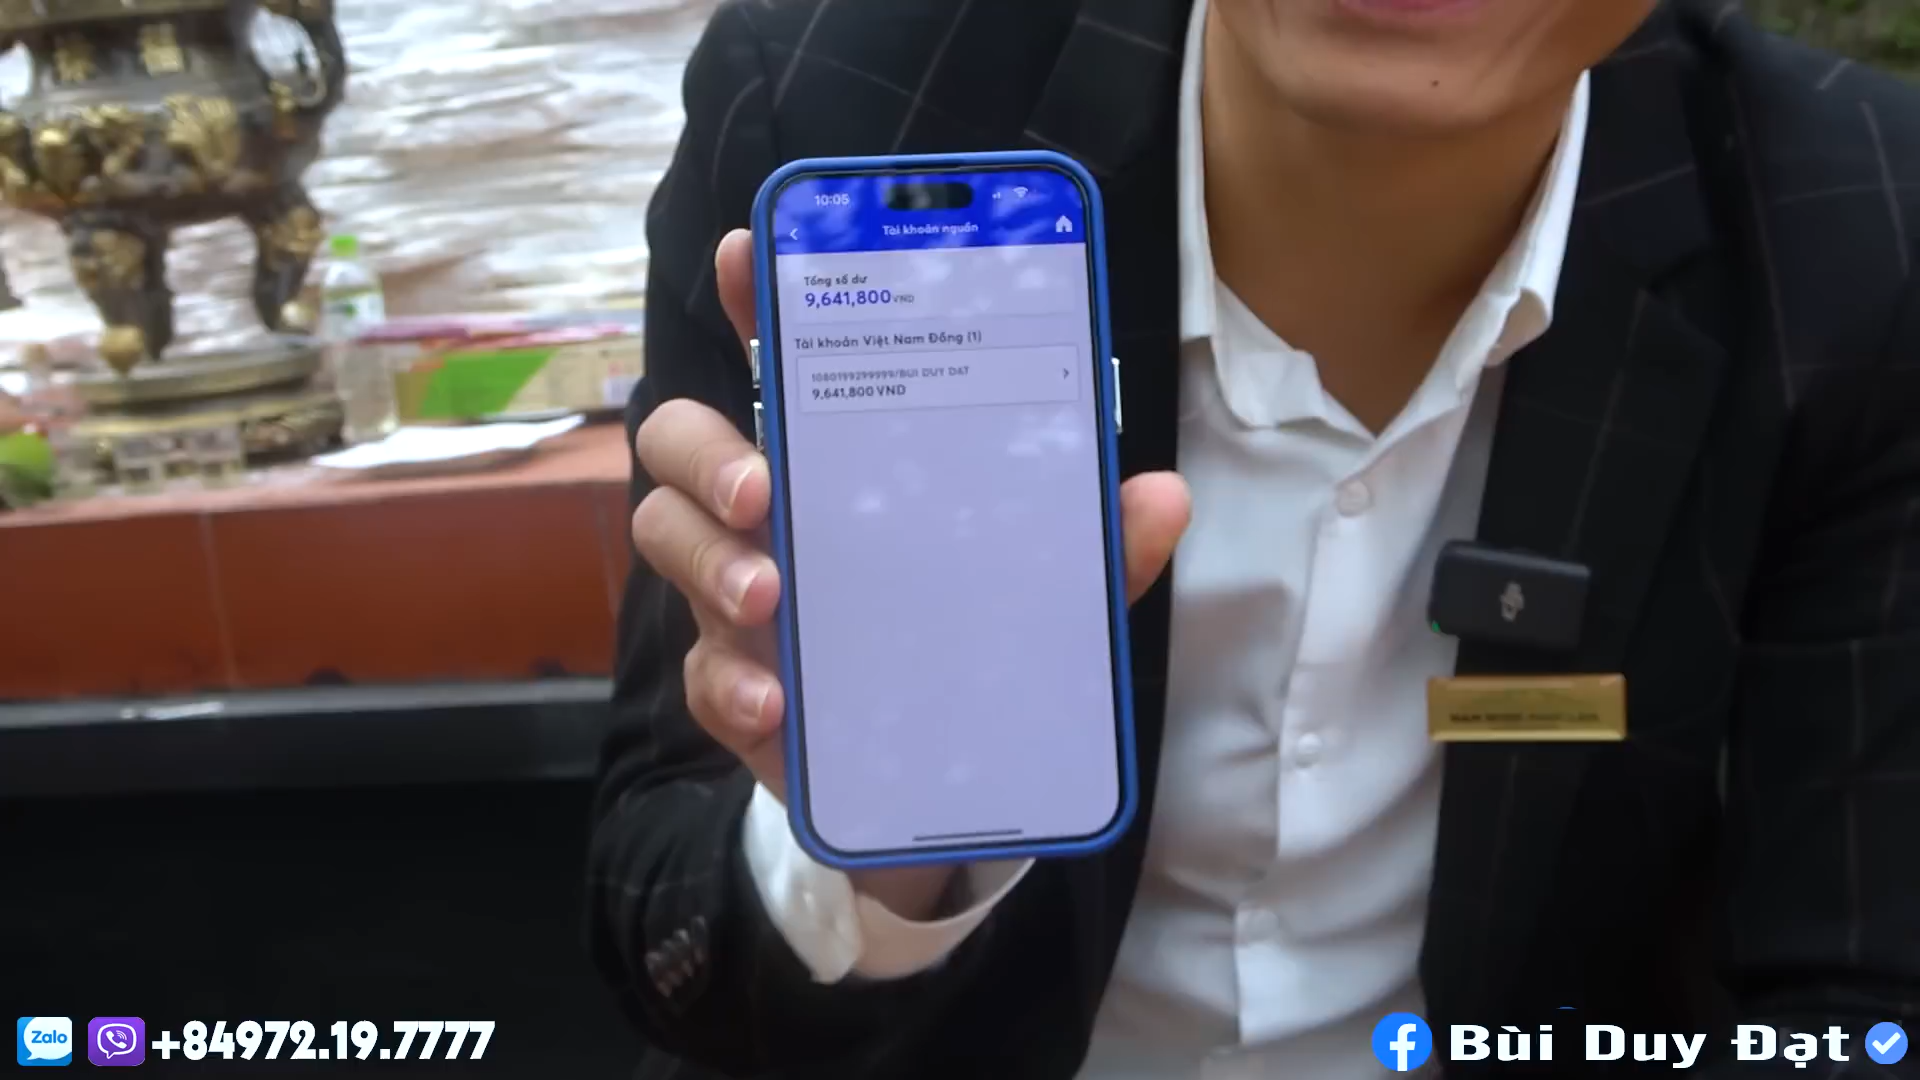 10:05
Tài khoản nguồn
Tổng số dư
9,641,800 VND
Tài khoản Việt Nam Đồng (1)
1080199299999/BUI DUY DAT
9,641,800 VND
Zalo
+84972.19.7777
Bùi Duy Đạt